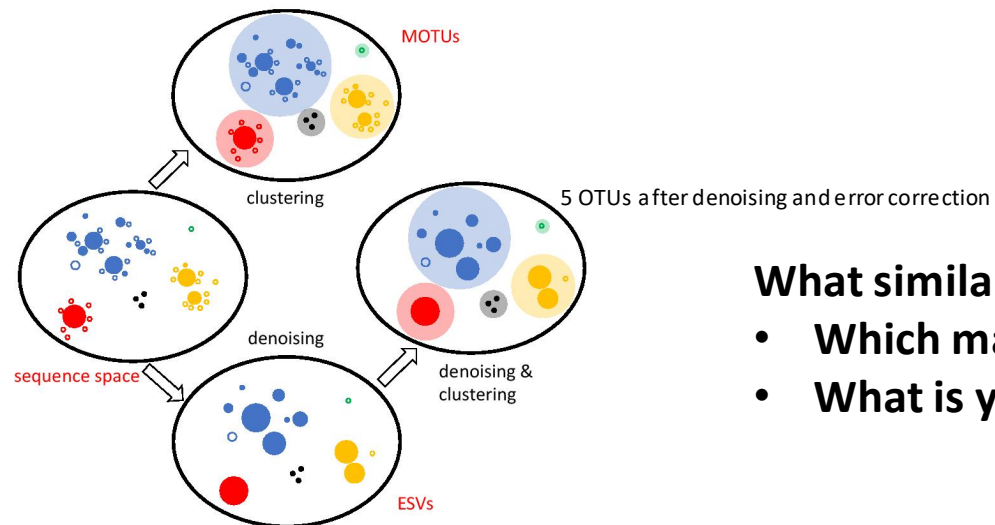 MOTUs
clustering
5 OTUs after denoising and error correction
What simila
• Which ma
denoising
• What is y
sequence space
denoising &
clustering
ESVs